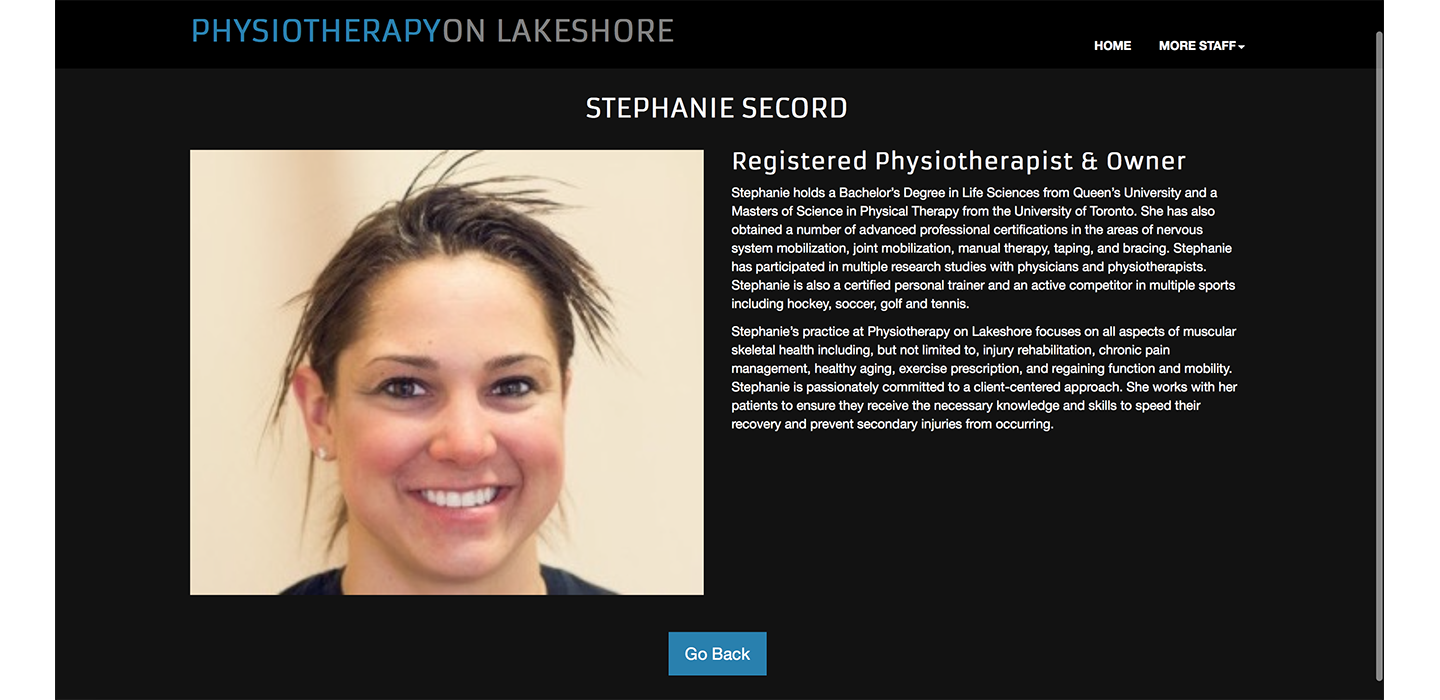 PHYSIOTHERAPYON LAKESHORE
HOME MORE STAFF
STEPHANIE SECORD
Registered Physiotherapist & Owner
Stephanie holds a Bachelor’s Degree in Life Sciences from Queen’s University and a
Masters of Science in Physical Therapy from the University of Toronto. She has also
obtained a number of advanced professional certifications in the areas of nervous
system mobilization, joint mobilization, manual therapy, taping, and bracing. Stephanie
has participated in multiple research studies with physicians and physiotherapists.
Stephanie is also a certified personal trainer and an active competitor in multiple sports
including hockey, soccer, golf and tennis.
Stephanie’s practice at Physiotherapy on Lakeshore focuses on all aspects of muscular
skeletal health including, but not limited to, injury rehabilitation, chronic pain
management, healthy aging, exercise prescription, and regaining function and mobility.
Stephanie is passionately committed to a client-centered approach. She works with her
patients to ensure they receive the necessary knowledge and skills to speed their
recovery and prevent secondary injuries from occurring.
Go Back